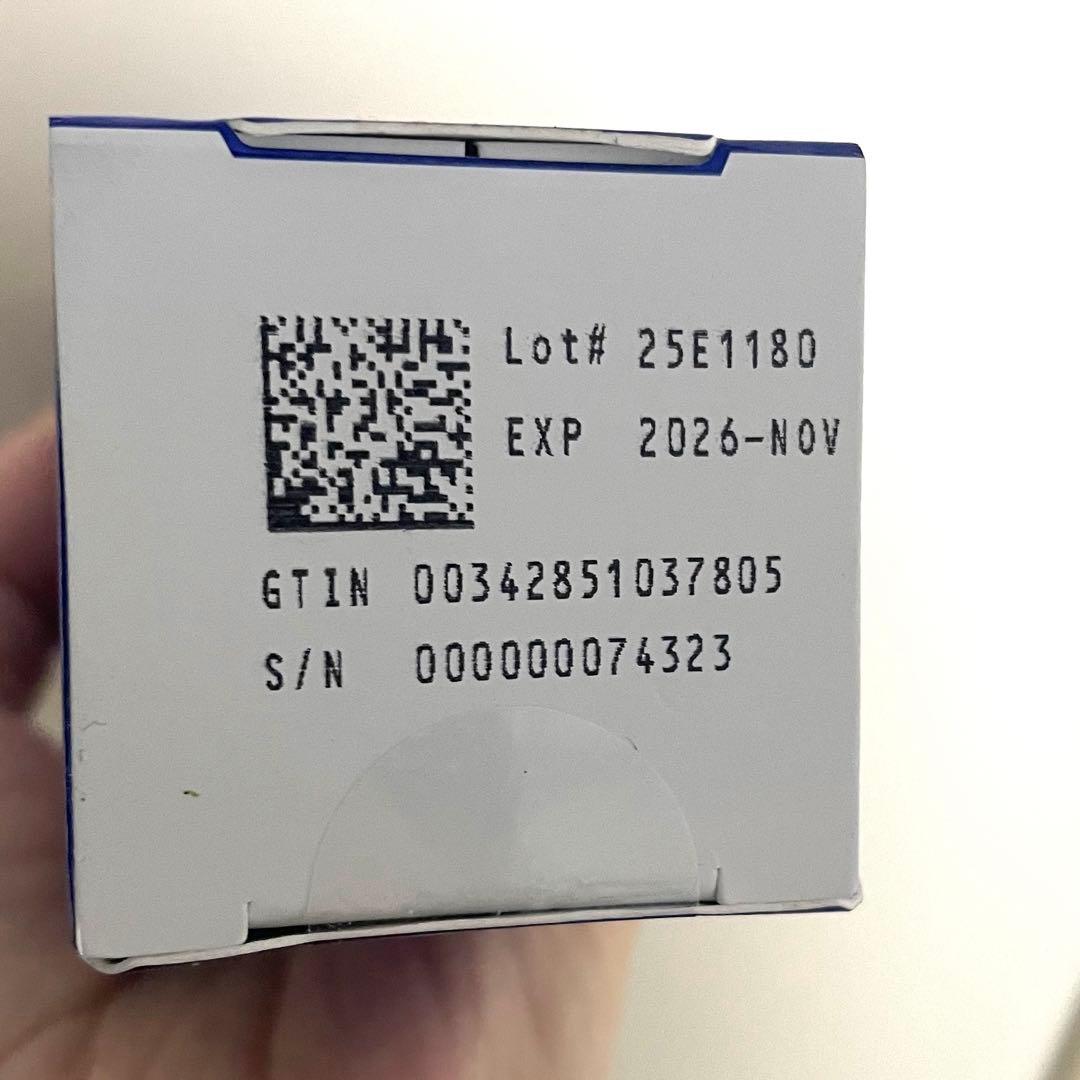 Lot# 25E1180
EXP 2026-NOV
GTIN 00342851037805
S/N 000000074323